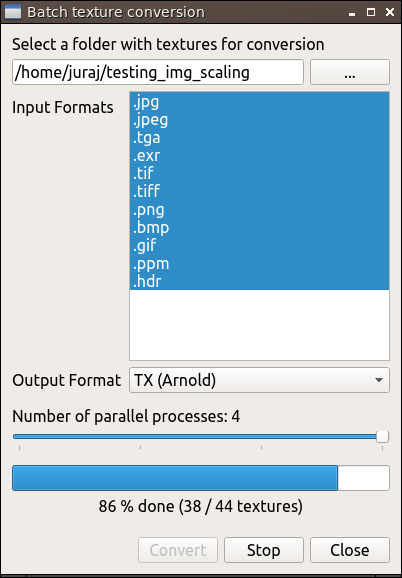 Batch texture conversion
Select a folder with textures for conversion
/home/juraj/testing_img_scaling
...
Input Formats
.jpg
.jpeg
.tga
.exr
.tif
.tiff
.png
.bmp
.gif
.ppm
.hdr
Output Format
TX (Arnold)
Number of parallel processes: 4
86 % done (38 / 44 textures)
Convert
Stop
Close